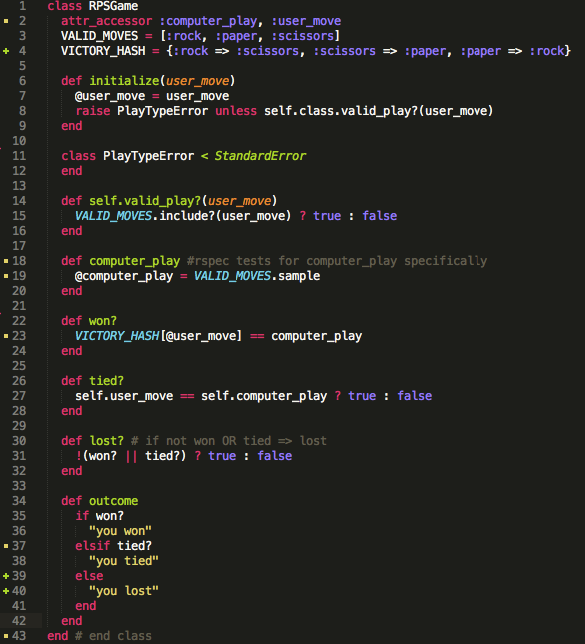 1 class RPSGame
2   attr_accessor :computer_play, :user_move
3   VALID_MOVES = [:rock, :paper, :scissors]
4   VICTORY_HASH = {:rock => :scissors, :scissors => :paper, :paper => :rock}
5
6   def initialize(user_move)
7     @user_move = user_move
8     raise PlayTypeError unless self.class.valid_play?(user_move)
9   end
10
11   class PlayTypeError < StandardError
12   end
13
14   def self.valid_play?(user_move)
15     VALID_MOVES.include?(user_move) ? true : false
16   end
17
18   def computer_play #rspec tests for computer_play specifically
19     @computer_play = VALID_MOVES.sample
20   end
21
22   def won?
23     VICTORY_HASH[@user_move] == computer_play
24   end
25
26   def tied?
27     self.user_move == self.computer_play ? true : false
28   end
29
30   def lost? # if not won OR tied => lost
31     !(won? || tied?) ? true : false
32   end
33
34   def outcome
35     if won?
36       "you won"
37     elsif tied?
38       "you tied"
39     else
40       "you lost"
41     end
42   end
43 end # end class